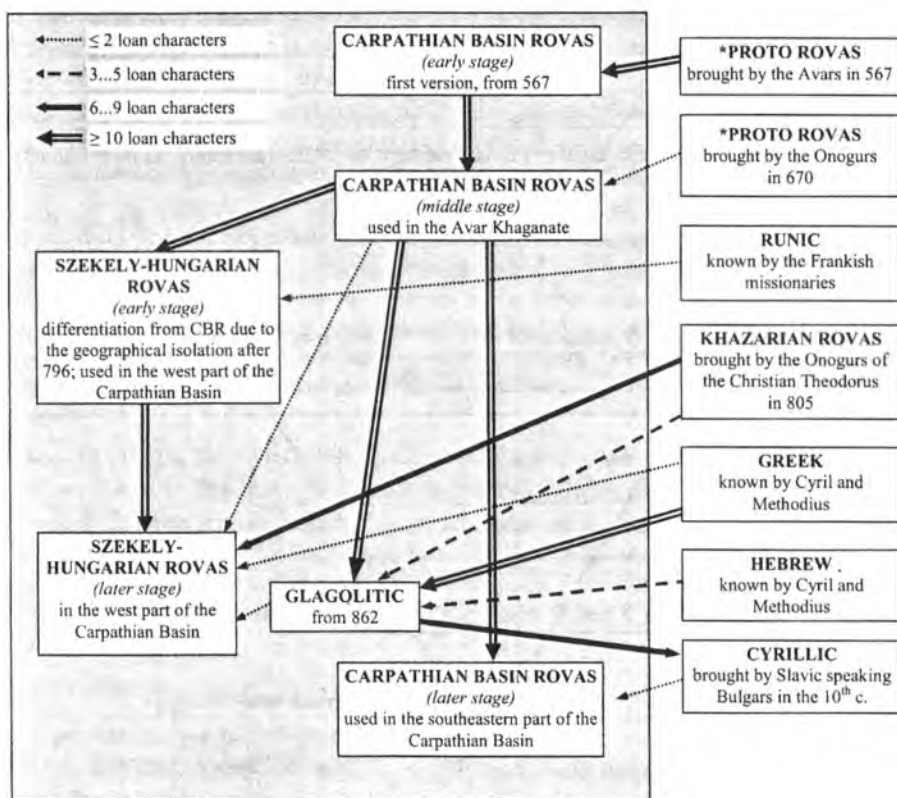 ≤ 2 loan characters
3...5 loan characters
6...9 loan characters
≥ 10 loan characters
CARPATHIAN BASIN ROVAS
(early stage)
first version, from 567
*PROTO ROVAS
brought by the Avars in 567
*PROTO ROVAS
brought by the Onogurs
in 670
CARPATHIAN BASIN ROVAS
(middle stage)
used in the Avar Khaganate
RUNIC
known by the Frankish
missionaries
SZEKELY-HUNGARIAN
ROVAS
(early stage)
differentiation from CBR due to
the geographical isolation after
796; used in the west part of the
Carpathian Basin
KHAZARIAN ROVAS
brought by the Onogurs of
the Christian Theodorus
in 805
GREEK
known by Cyril and
Methodius
SZEKELY-
HUNGARIAN ROVAS
(later stage)
in the west part of the
Carpathian Basin
GLAGOLITIC
from 862
HEBREW
known by Cyril and
Methodius
CYRILLIC
brought by Slavic speaking
Bulgars in the 10th c.
CARPATHIAN BASIN ROVAS
(later stage)
used in the southeastern part of the
Carpathian Basin